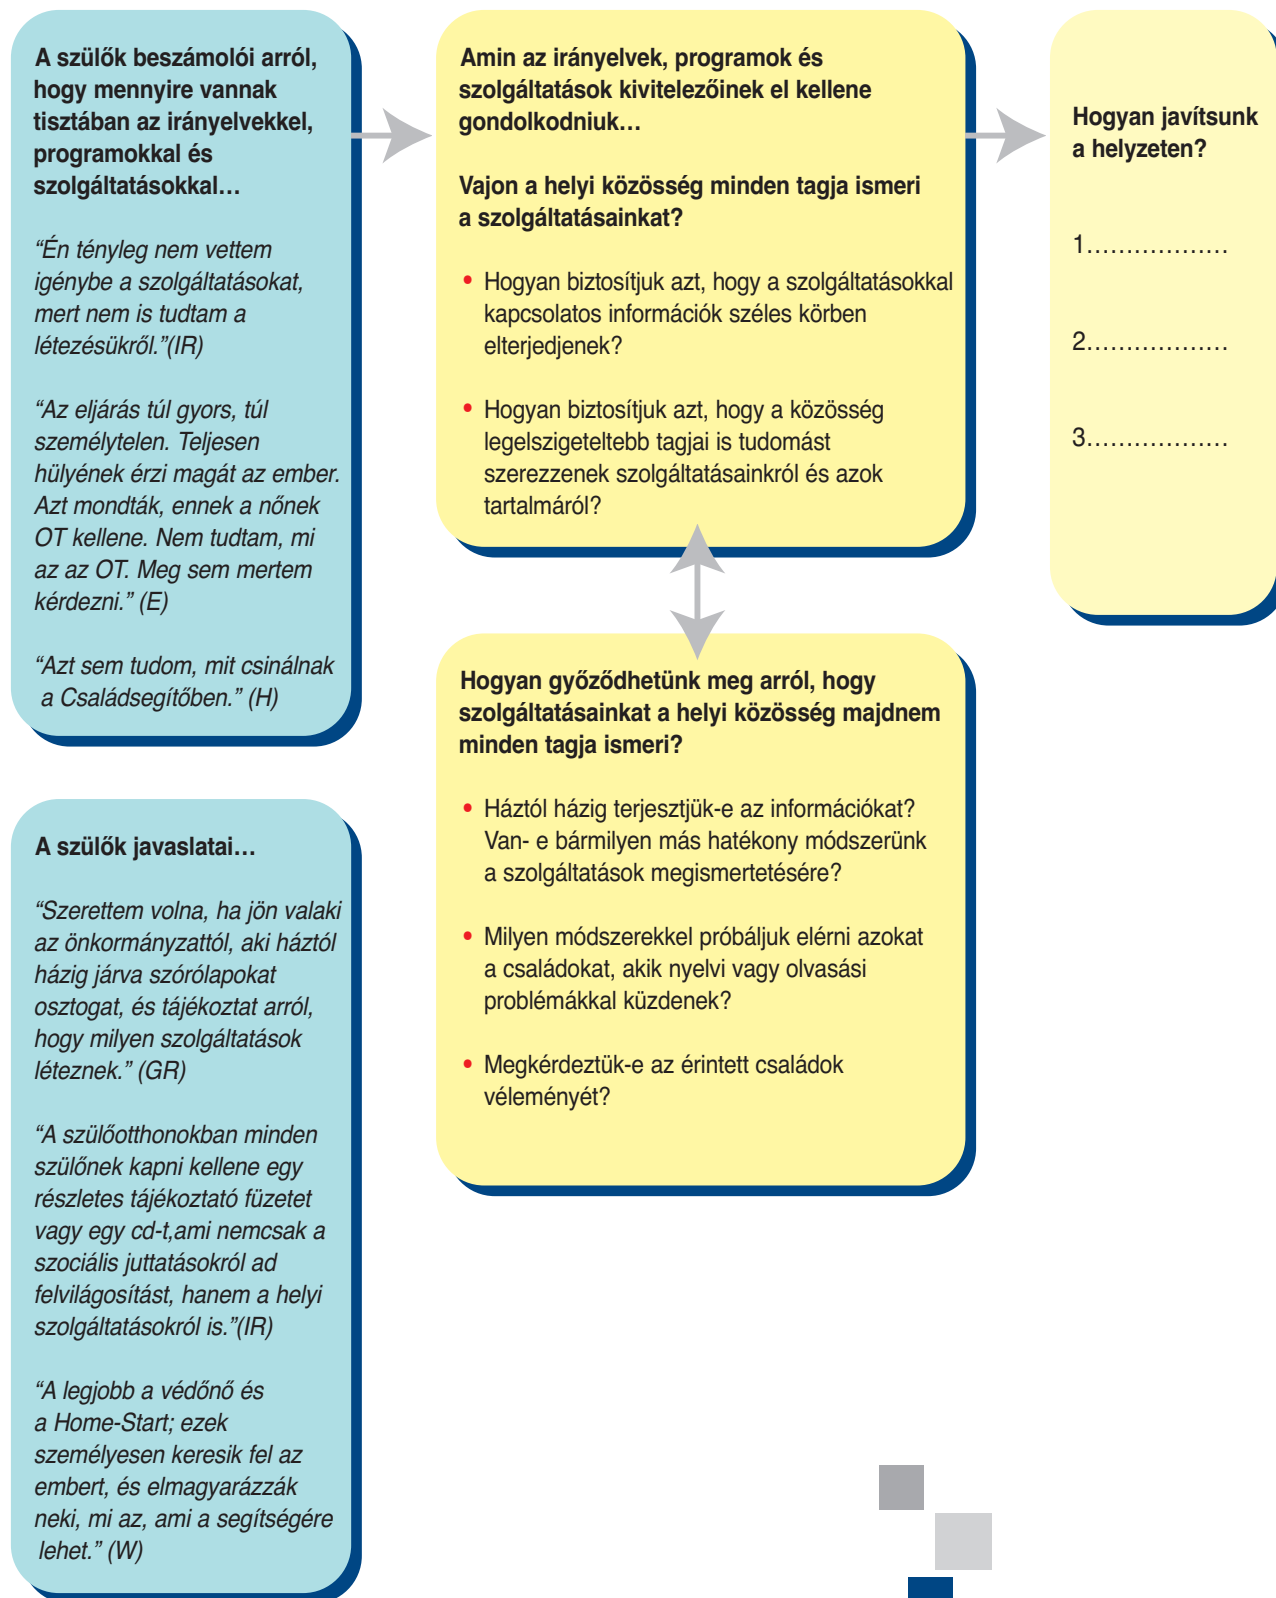 A szülők beszámolói arról,
hogy mennyire vannak
tisztában az irányelvekkel,
programokkal és
szolgáltatásokkal…
“Én tényleg nem vettem
igénybe a szolgáltatásokat,
mert nem is tudtam a
létezésükről.”(IR)
“Az eljárás túl gyors, túl
személytelen. Teljesen
hülyének érzi magát az ember.
Azt mondták, ennek a nőnek
OT kellene. Nem tudtam, mi
az az OT. Meg sem mertem
kérdezni.” (E)
“Azt sem tudom, mit csinálnak
a Családsegítőben.” (H)
A szülők javaslatai…
“Szerettem volna, ha jön valaki
az önkormányzattól, aki háztól
házig járva szórólapokat
osztogat, és tájékoztat arról,
hogy milyen szolgáltatások
léteznek.” (GR)
“A szülőotthonokban minden
szülőnek kapni kellene egy
részletes tájékoztató füzetet
vagy egy cd-t,ami nemcsak a
szociális juttatásokról ad
felvilágosítást, hanem a helyi
szolgáltatásokról is.”(IR)
“A legjobb a védőnő és
a Home-Start; ezek
személyesen keresik fel az
embert, és elmagyarázzák
neki, mi az, ami a segítségére
lehet.” (W)
Amin az irányelvek, programok és
szolgáltatások kivitelezőinek el kellene
gondolkodniuk…
Vajon a helyi közösség minden tagja ismeri
a szolgáltatásainkat?
• Hogyan biztosítjuk azt, hogy a szolgáltatásokkal
kapcsolatos információk széles körben
elterjedjenek?
• Hogyan biztosítjuk azt, hogy a közösség
legelszigeteltebb tagjai is tudomást
szerezzenek szolgáltatásainkról és azok
tartalmáról?
Hogyan győződhetünk meg arról, hogy
szolgáltatásainkat a helyi közösség majdnem
minden tagja ismeri?
• Háztól házig terjesztjük-e az információkat?
Van- e bármilyen más hatékony módszerünk
a szolgáltatások megismertetésére?
• Milyen módszerekkel próbáljuk elérni azokat
a családokat, akik nyelvi vagy olvasási
problémákkal küzdenek?
• Megkérdeztük-e az érintett családok
véleményét?
Hogyan javítsunk
a helyzeten?
1………………
2………………
3………………